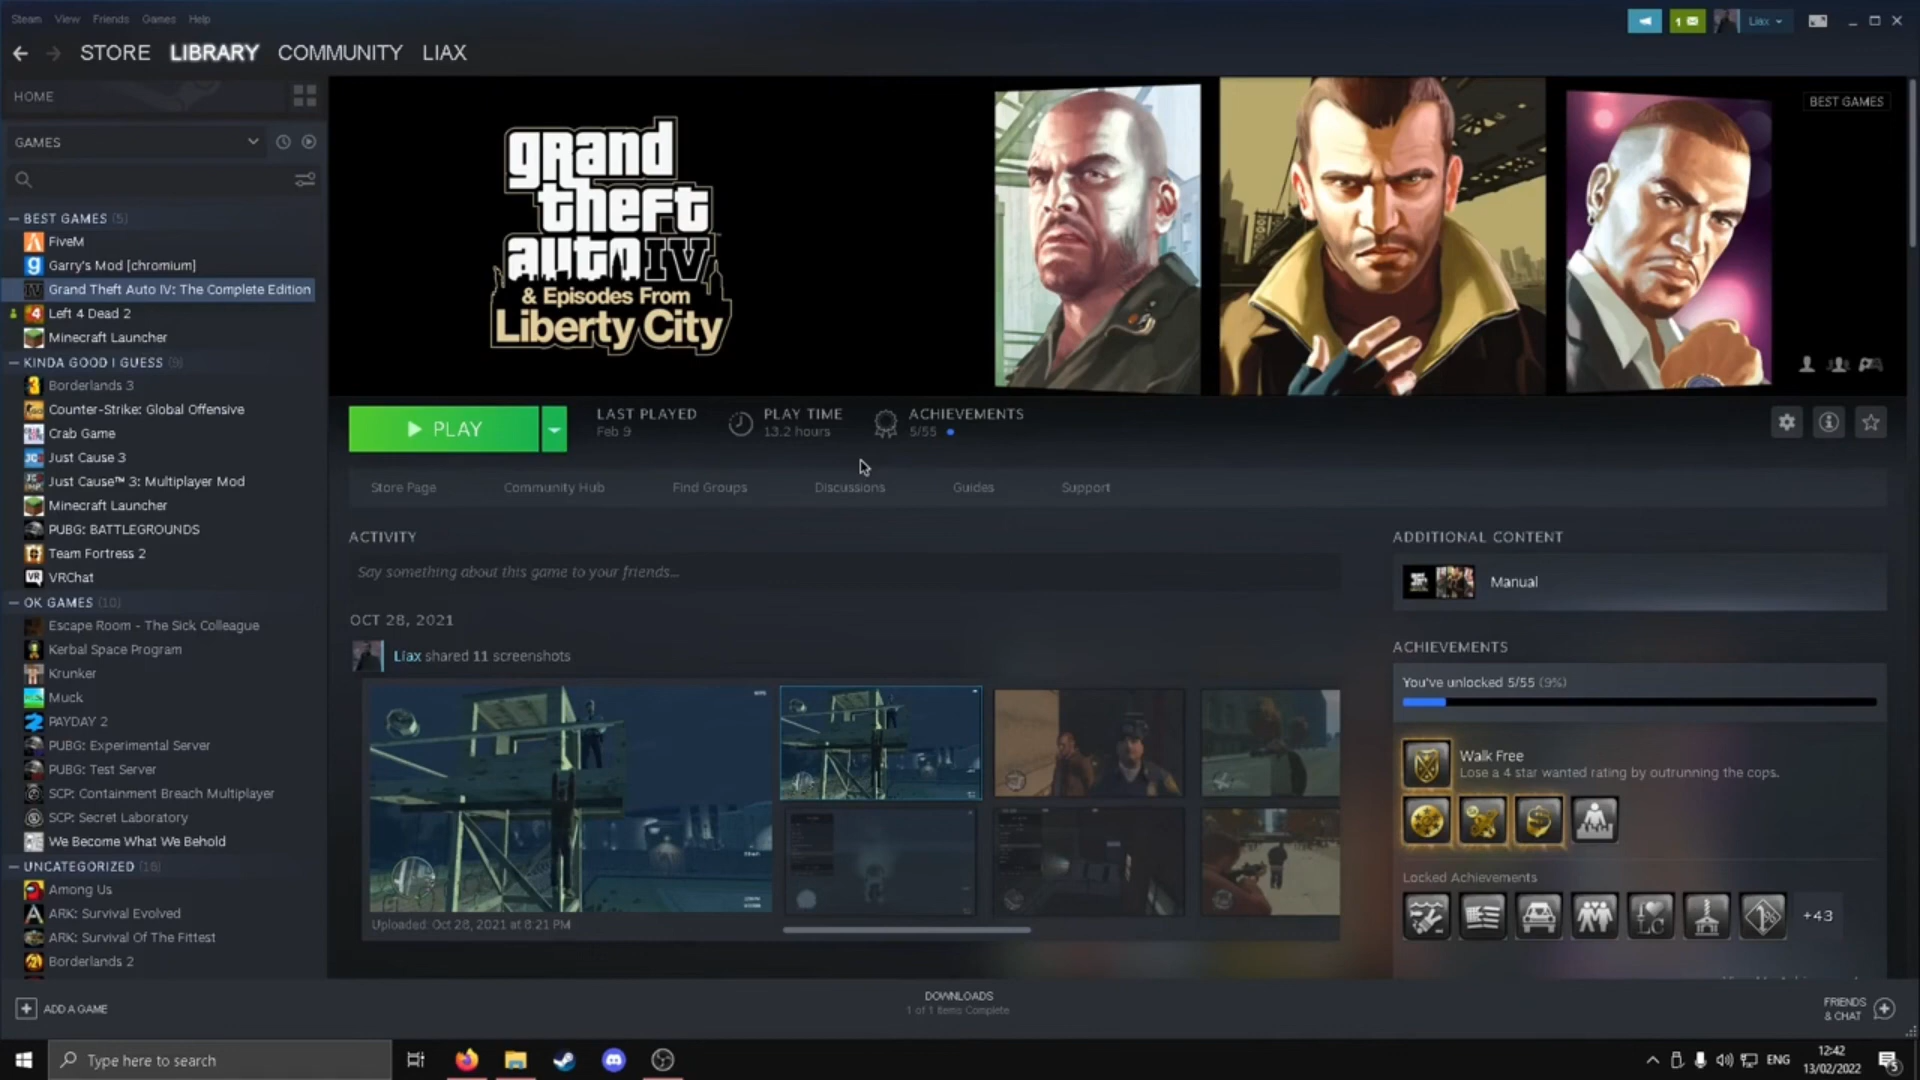 Steam View Friends Games Help
1 Liax
STORE LIBRARY COMMUNITY LIAX
HOME
GAMES
BEST GAMES (5)
FiveM
Garry's Mod [chromium]
Grand Theft Auto IV: The Complete Edition
Left 4 Dead 2
Minecraft Launcher
KINDA GOOD I GUESS (9)
Borderlands 3
Counter-Strike: Global Offensive
Crab Game
Just Cause 3
Just Cause™ 3: Multiplayer Mod
Minecraft Launcher
PUBG: BATTLEGROUNDS
Team Fortress 2
VRChat
OK GAMES (10)
Escape Room - The Sick Colleague
Kerbal Space Program
Krunker
Muck
PAYDAY 2
PUBG: Experimental Server
PUBG: Test Server
SCP: Containment Breach Multiplayer
SCP: Secret Laboratory
We Become What We Behold
UNCATEGORIZED (16)
Among Us
ARK: Survival Evolved
ARK: Survival Of The Fittest
Borderlands 2
ADD A GAME
grand
theft
auto IV
& Episodes From
Liberty City
BEST GAMES
PLAY
LAST PLAYED
Feb 9
PLAY TIME
13.2 hours
ACHIEVEMENTS
5/55
Store Page Community Hub Find Groups Discussions Guides Support
ACTIVITY
Say something about this game to your friends...
OCT 28, 2021
Liax shared 11 screenshots
Uploaded: Oct 28, 2021 at 8:21 PM
ADDITIONAL CONTENT
Manual
ACHIEVEMENTS
You've unlocked 5/55 (9%)
Walk Free
Lose a 4 star wanted rating by outrunning the cops.
Locked Achievements
+43
DOWNLOADS
1 of 1 Items Complete
FRIENDS
& CHAT
Type here to search
ENG
12:42
13/02/2022
5